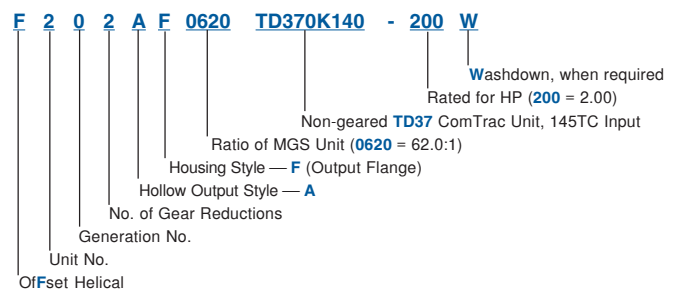 F 2 0 2 A F 0620 TD370K140 - 200 W
Washdown, when required
Rated for HP (200 = 2.00)
Non-geared TD37 ComTrac Unit, 145TC Input
Ratio of MGS Unit (0620 = 62.0:1)
Housing Style — F (Output Flange)
Hollow Output Style — A
No. of Gear Reductions
Generation No.
Unit No.
OfFset Helical